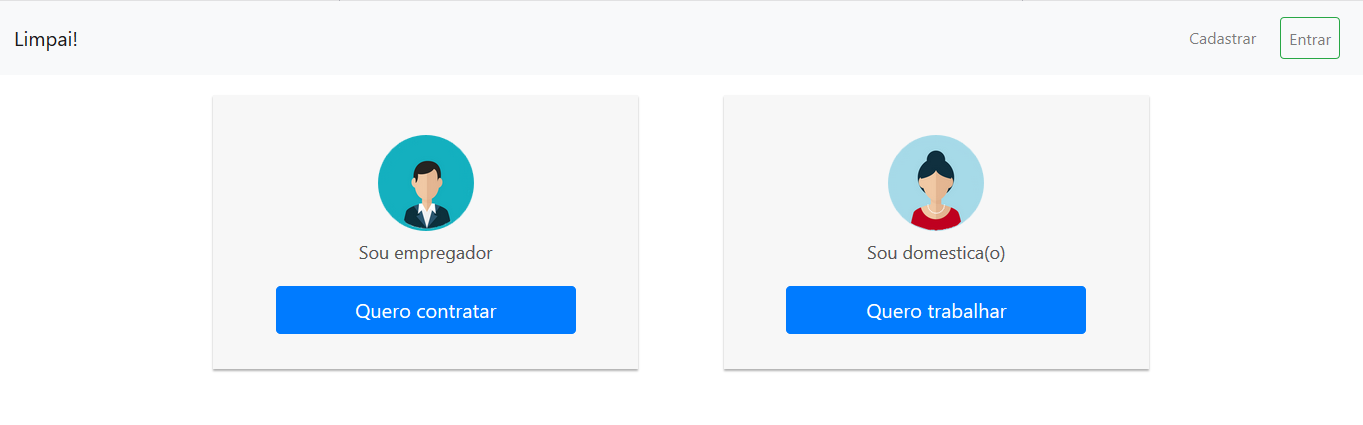 Limpai!
Cadastrar
Entrar
Sou empregador
Quero contratar
Sou domestica(o)
Quero trabalhar